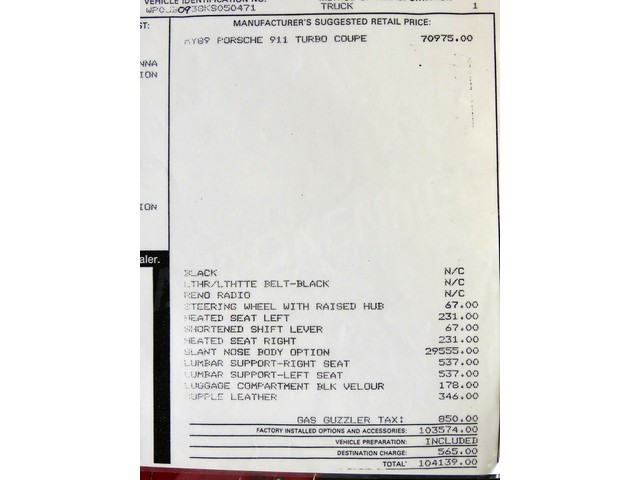 VEHICLE IDENTIFICATION NO.
TRUCK 1
MANUFACTURER'S SUGGESTED RETAIL PRICE:
MY89 PORSCHE 911 TURBO COUPE 70975.00
NNA
ION
ION
aler.
BLACK N/C
LTHR/LTHTTE BELT-BLACK N/C
RENO RADIO N/C
STEERING WHEEL WITH RAISED HUB 67.00
HEATED SEAT LEFT 231.00
SHORTENED SHIFT LEVER 67.00
HEATED SEAT RIGHT 231.00
SLANT NOSE BODY OPTION 29555.00
LUMBAR SUPPORT-RIGHT SEAT 537.00
LUMBAR SUPPORT-LEFT SEAT 537.00
LUGGAGE COMPARTMENT BLK VELOUR 178.00
SUPPLE LEATHER 346.00
GAS GUZZLER TAX: 850.00
FACTORY INSTALLED OPTIONS AND ACCESSORIES: 103574.00
VEHICLE PREPARATION: INCLUDED
DESTINATION CHARGE: 565.00
TOTAL* 104139.00